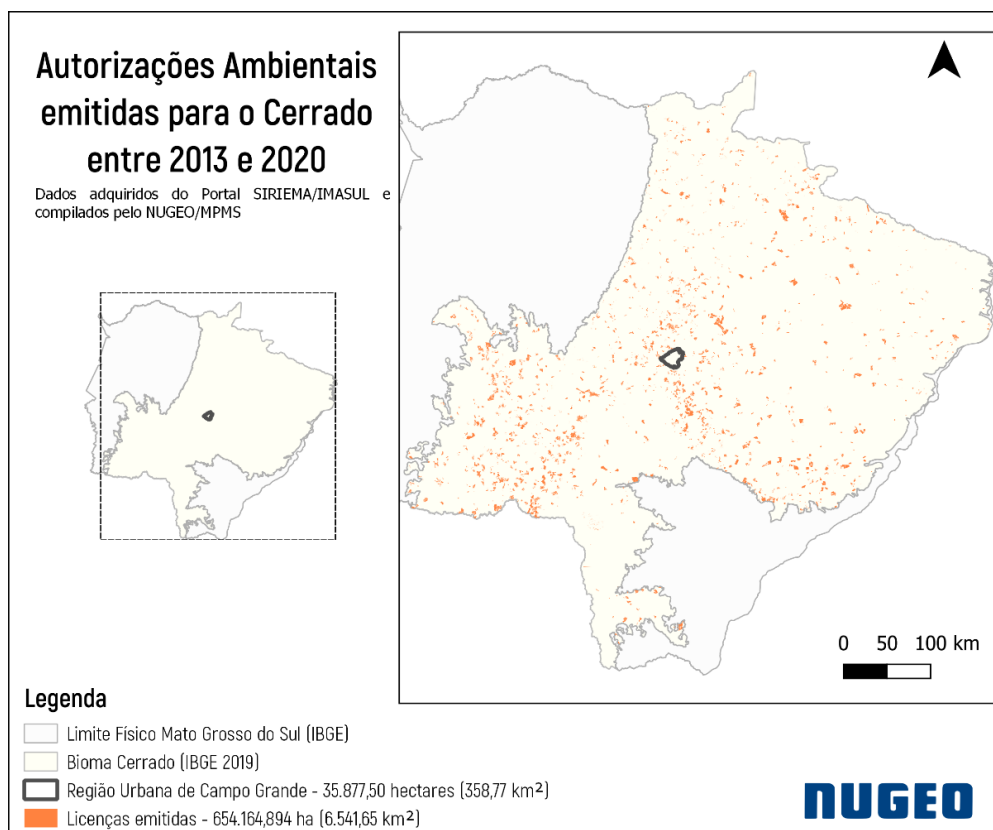 Autorizações Ambientais
emitidas para o Cerrado
entre 2013 e 2020
Dados adquiridos do Portal SIRIEMA/IMASUL e
compilados pelo NUGEO/MPMS
0 50 100 km
Legenda
Limite Físico Mato Grosso do Sul (IBGE)
Bioma Cerrado (IBGE 2019)
Região Urbana de Campo Grande - 35.877,50 hectares (358,77 km²)
Licenças emitidas - 654.164,894 ha (6.541,65 km²)
NUGEO